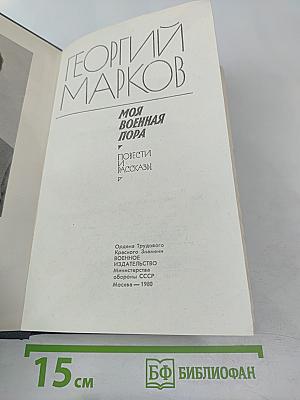 ГЕОРГИЙ
МАРКОВ
МОЯ
ВОЕННАЯ
ПОРА
ПОВЕСТИ
И
РАССКАЗЫ
Ордена Трудового
Красного Знамени
ВОЕННОЕ
ИЗДАТЕЛЬСТВО
Министерства
обороны СССР
Москва — 1980
15 см
БФ БИБЛИОФАН